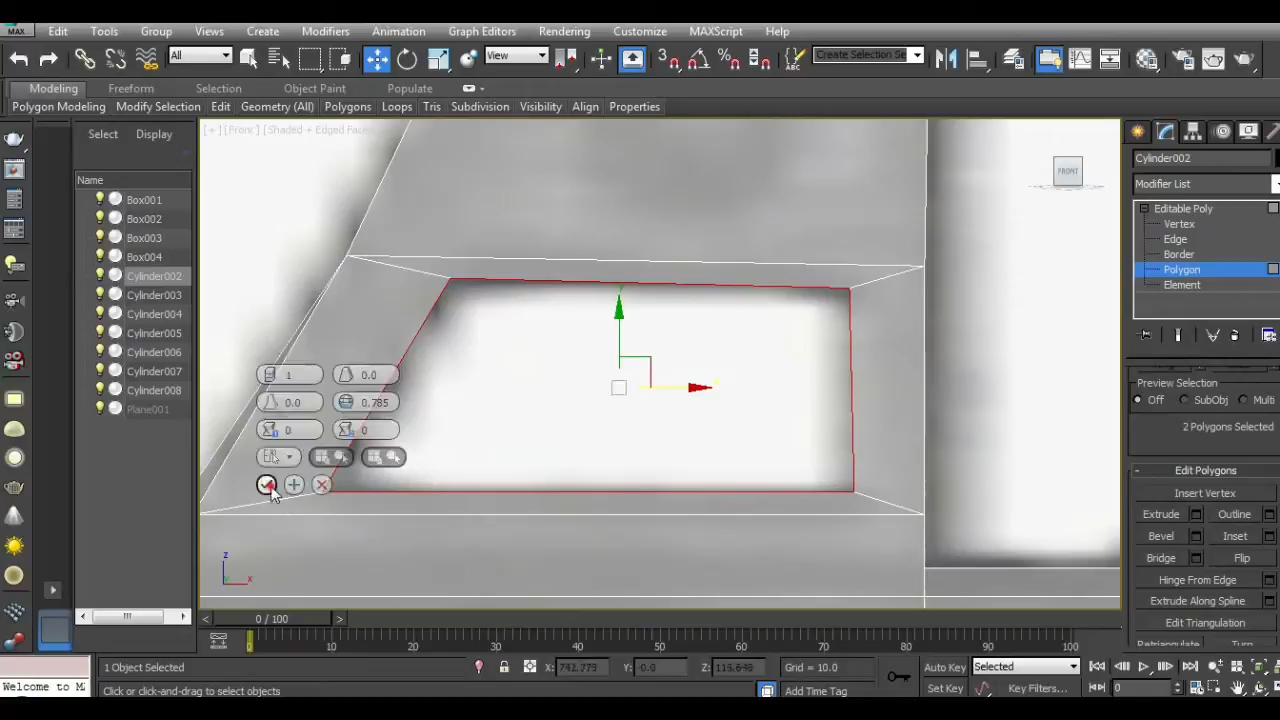 MAX Edit Tools Group Views Create Modifiers Animation Graph Editors Rendering Customize MAXScript Help
All View Create Selection Se
Modeling Freeform Selection Object Paint Populate
Polygon Modeling Modify Selection Edit Geometry (All) Polygons Loops Tris Subdivision Visibility Align Properties
Select Display
Name
Box001
Box002
Box003
Box004
Cylinder002
Cylinder003
Cylinder004
Cylinder005
Cylinder006
Cylinder007
Cylinder008
Plane001
[+] [Front] [Shaded + Edged Faces
FRONT
1 0.0
0.0 0.785
0 0
z
x
Cylinder002
Modifier List
Editable Poly
Vertex
Edge
Border
Polygon
Element
Preview Selection
Off SubObj Multi
2 Polygons Selected
- Edit Polygons
Insert Vertex
Extrude Outline
Bevel Inset
Bridge Flip
Hinge From Edge
Extrude Along Spline
Edit Triangulation
Retriangulate Turn
< 0 / 100 >
0 10 20 30 40 50 60 70 80 90 100
1 Object Selected X: 742.779 Y: -0.0 Z: 113.648 Grid = 10.0 Auto Key Selected
Welcome to M Click or click-and-drag to select objects Add Time Tag Set Key Key Filters... 0